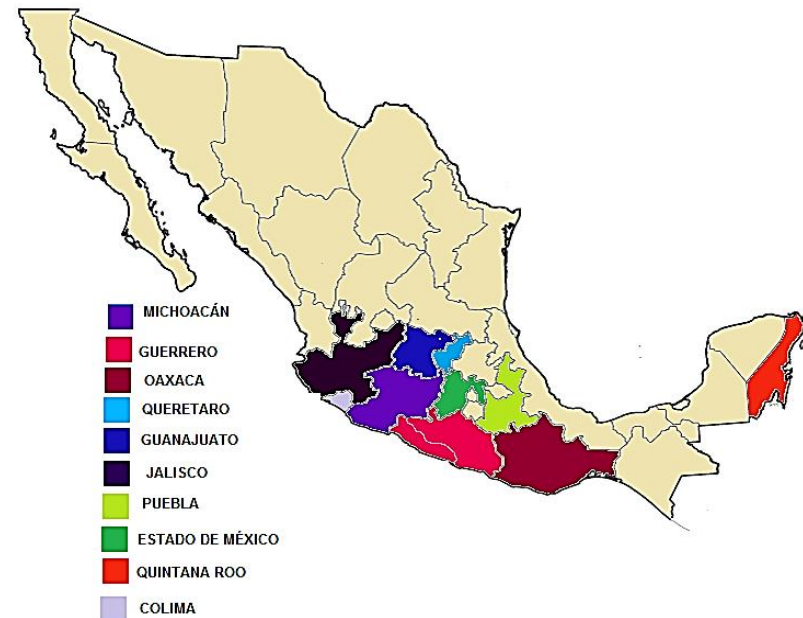 MICHOACÁN
GUERRERO
OAXACA
QUERETARO
GUANAJUATO
JALISCO
PUEBLA
ESTADO DE MÉXICO
QUINTANA ROO
COLIMA